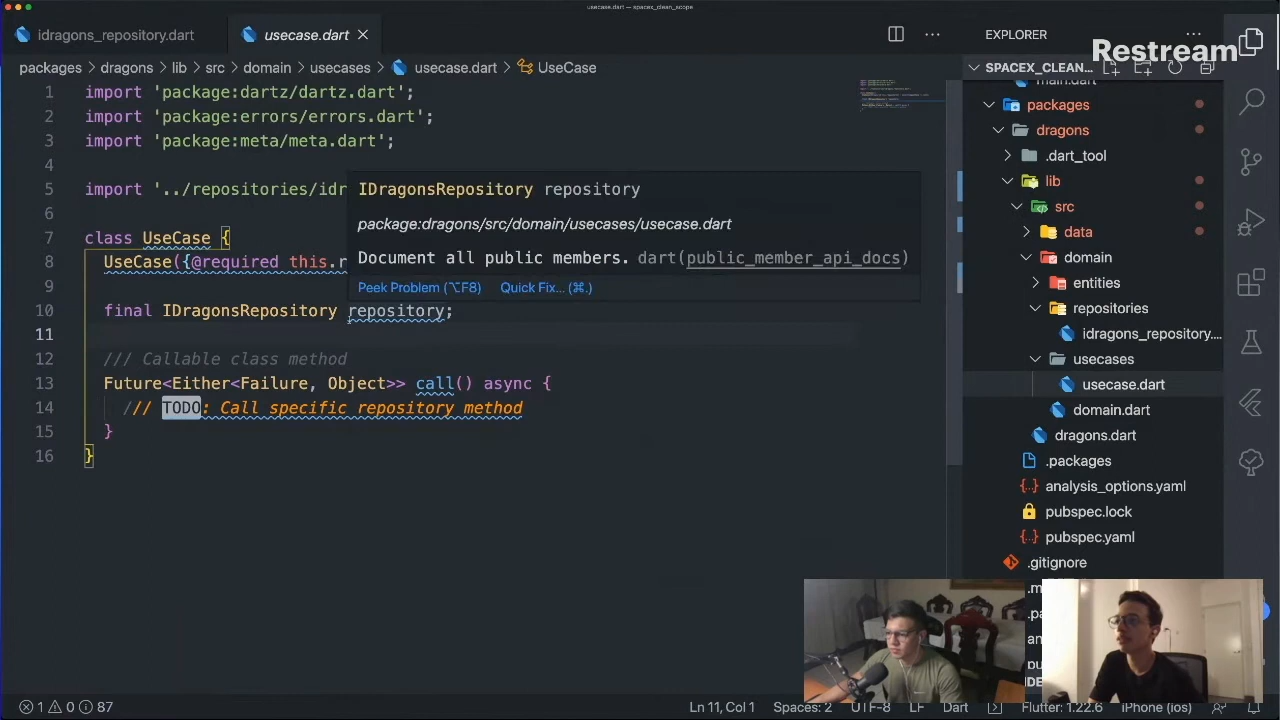 usecase.dart — spacex_clean_scope
idragons_repository.dart
usecase.dart
EXPLORER
Restream
packages > dragons > lib > src > domain > usecases > usecase.dart > UseCase
SPACEX_CLEAN...
1 import 'package:dartz/dartz.dart';
2 import 'package:errors/errors.dart';
3 import 'package:meta/meta.dart';
4
5 import '../repositories/idr
6
7 class UseCase {
8 UseCase({@required this.r
9
10 final IDragonsRepository repository;
11
12 /// Callable class method
13 Future<Either<Failure, Object>> call() async {
14 /// TODO: Call specific repository method
15 }
16 }
IDragonsRepository repository
package:dragons/src/domain/usecases/usecase.dart
Document all public members. dart(public_member_api_docs)
Peek Problem (⌥F8) Quick Fix... (⌘.)
main.dart
packages
dragons
.dart_tool
lib
src
data
domain
entities
repositories
idragons_repository....
usecases
usecase.dart
domain.dart
dragons.dart
.packages
analysis_options.yaml
pubspec.lock
pubspec.yaml
.gitignore
1 0 87
Ln 11, Col 1
Spaces: 2
UTF-8
LF
Dart
Flutter: 1.22.6
iPhone (ios)